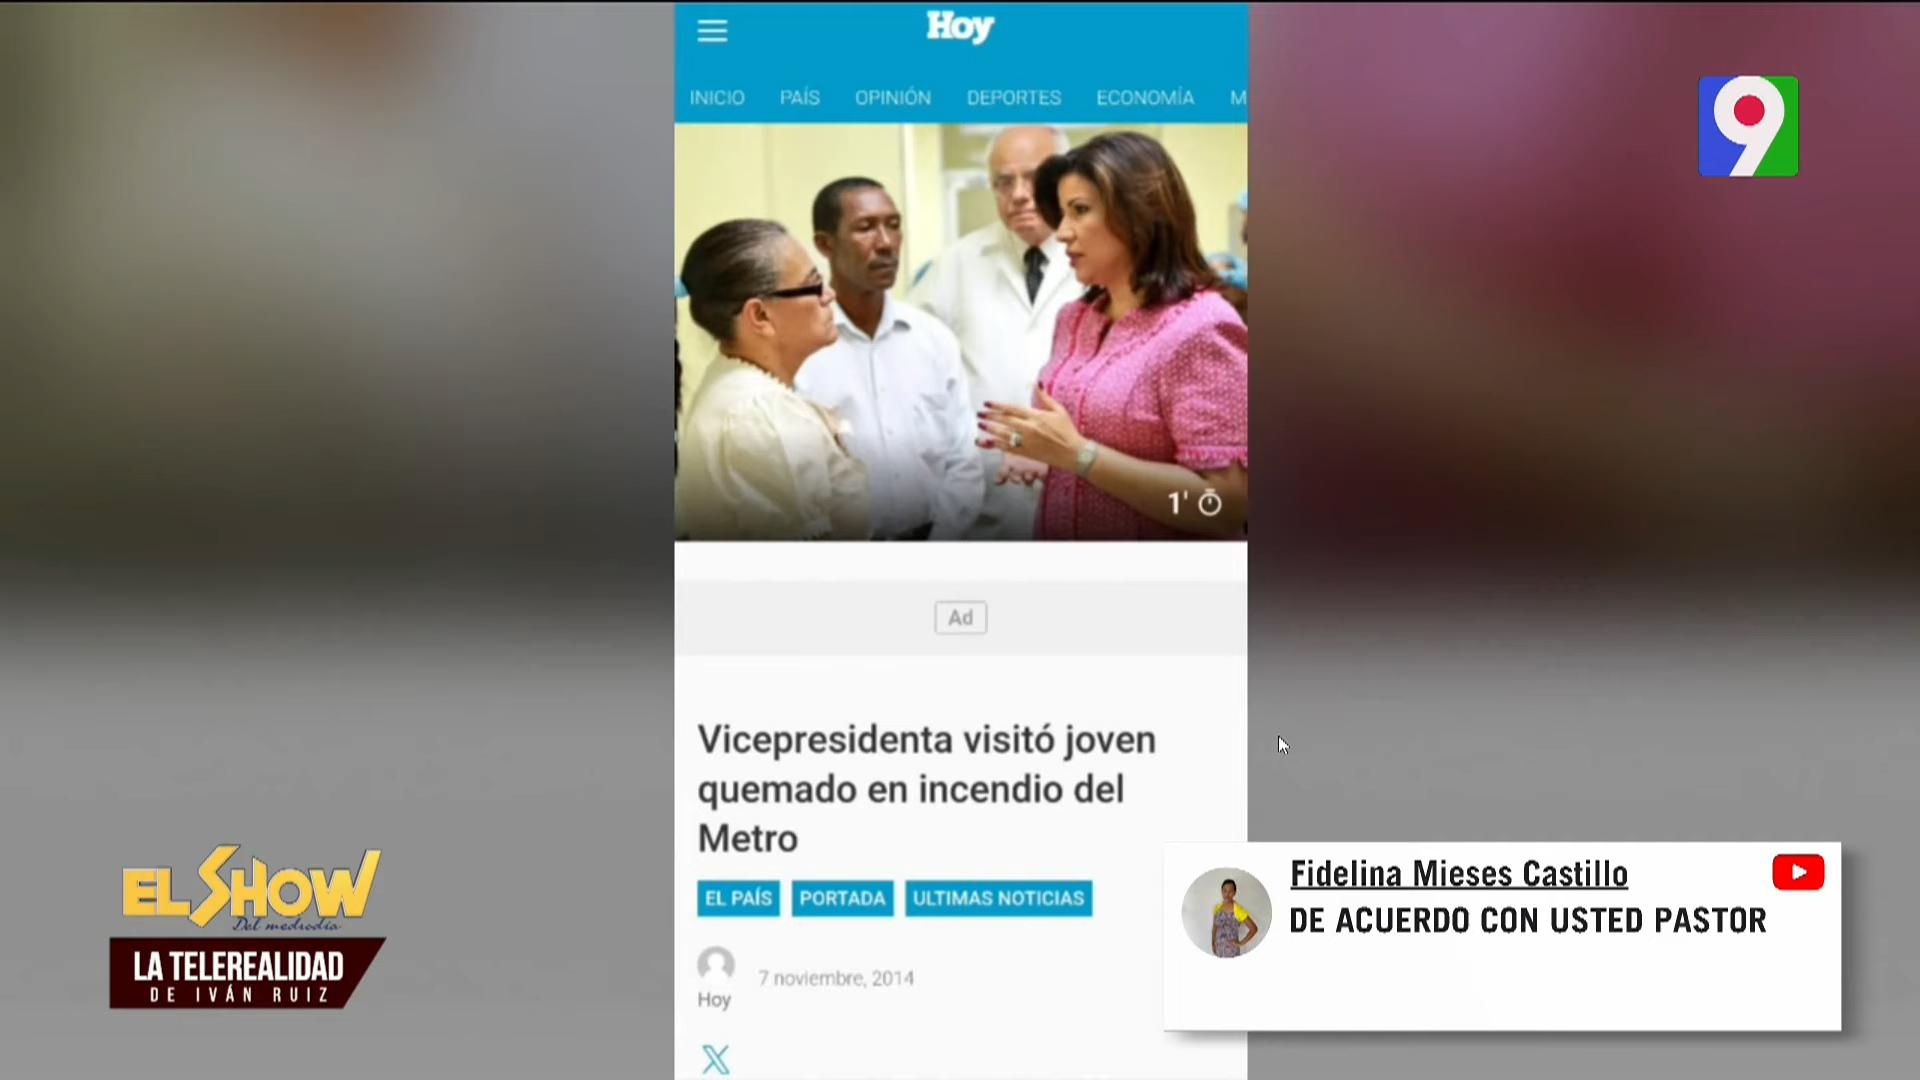 Hoy
INICIO PAÍS OPINIÓN DEPORTES ECONOMÍA M
9
1'
Ad
Vicepresidenta visitó joven
quemado en incendio del
Metro
EL PAÍS PORTADA ULTIMAS NOTICIAS
Hoy
7 noviembre, 2014
EL SHOW
Del mediodía
LA TELEREALIDAD
DE IVÁN RUIZ
Fidelina Mieses Castillo
DE ACUERDO CON USTED PASTOR